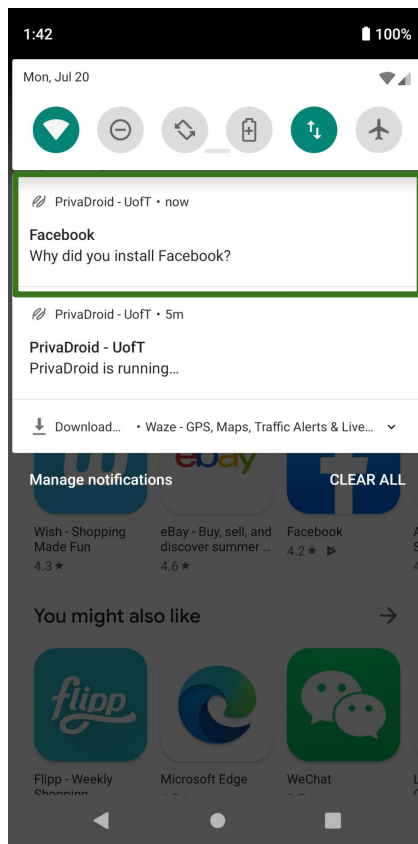 1:42 100%
Mon, Jul 20
PrivaDroid - UofT • now
Facebook
Why did you install Facebook?
PrivaDroid - UofT • 5m
PrivaDroid - UofT
PrivaDroid is running...
Download... • Waze - GPS, Maps, Traffic Alerts & Live...
ebay
Manage notifications CLEAR ALL
Wish - Shopping eBay - Buy, sell, and Facebook
Made Fun discover summer ... 4.2 ★
4.3 ★ 4.6 ★
You might also like
flipp
Flipp - Weekly Microsoft Edge WeChat
Shopping